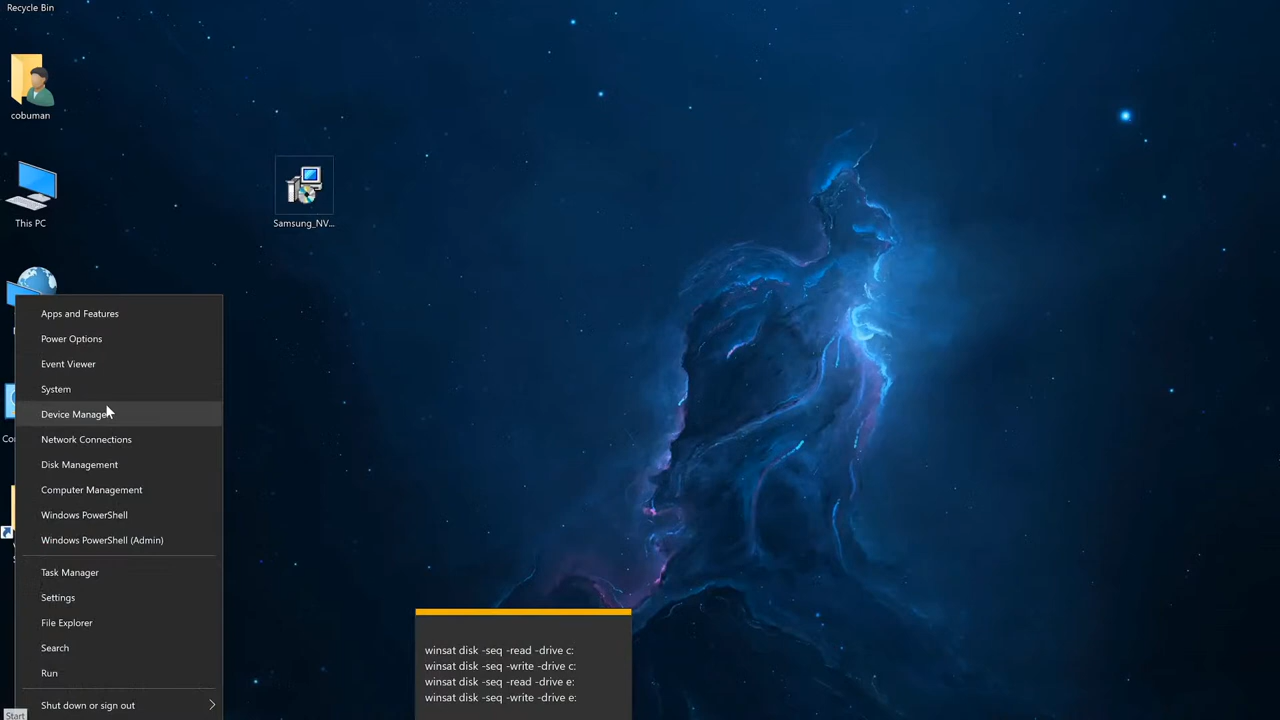 Recycle Bin
cobuman
This PC
Samsung_NV...
Apps and Features
Power Options
Event Viewer
System
Device Manager
Network Connections
Disk Management
Computer Management
Windows PowerShell
Windows PowerShell (Admin)
Task Manager
Settings
File Explorer
Search
Run
Shut down or sign out
Start
winsat disk -seq -read -drive c:
winsat disk -seq -write -drive c:
winsat disk -seq -read -drive e:
winsat disk -seq -write -drive e: